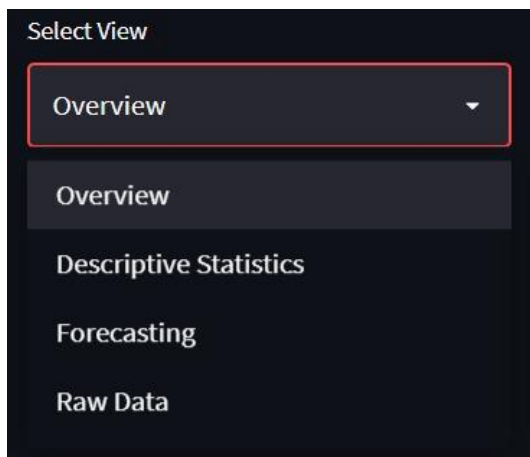 Select View
Overview
Overview
Descriptive Statistics
Forecasting
Raw Data